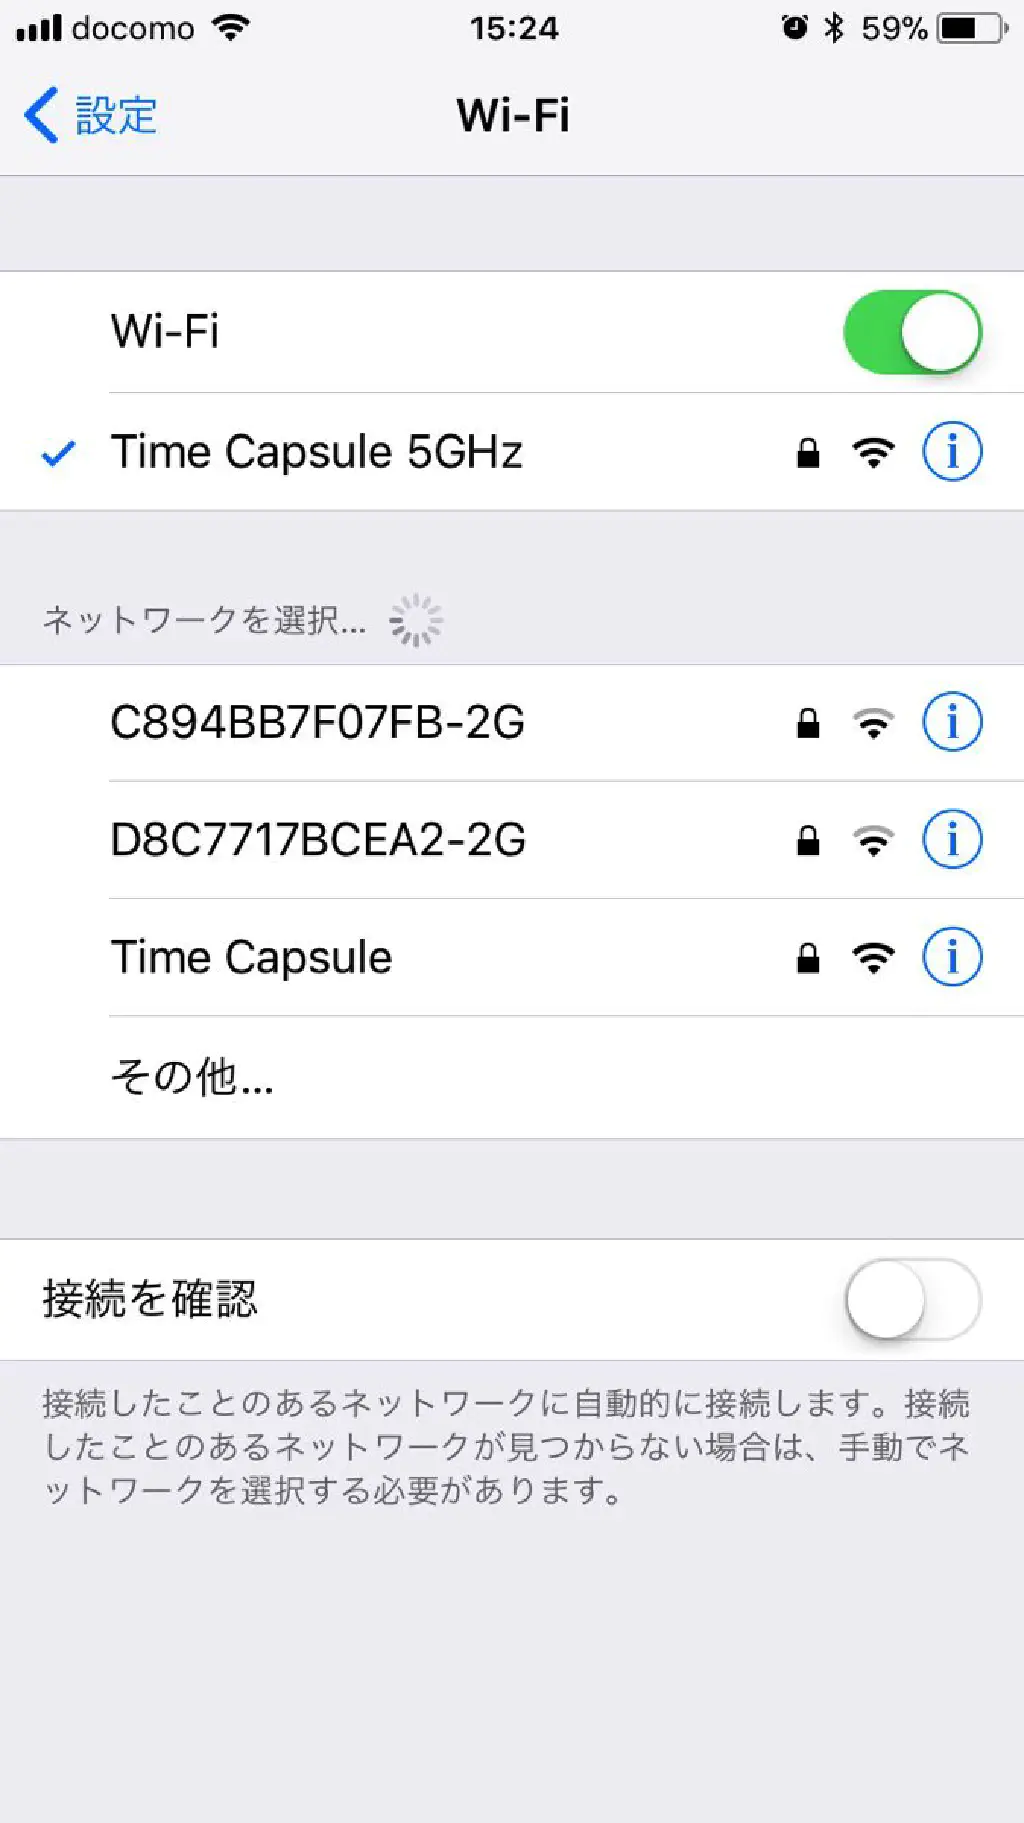 docomo 15:24 59%
設定 Wi-Fi
Wi-Fi
Time Capsule 5GHz
ネットワークを選択...
C894BB7F07FB-2G
D8C7717BCEA2-2G
Time Capsule
その他...
接続を確認
接続したことのあるネットワークに自動的に接続します。接続
したことのあるネットワークが見つからない場合は、手動でネ
ットワークを選択する必要があります。